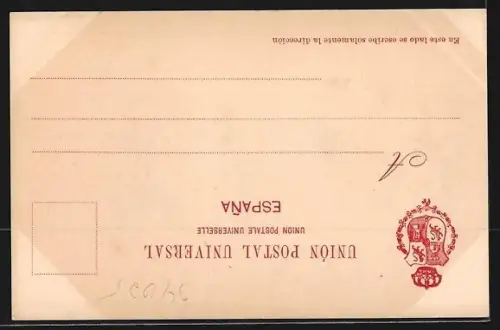 UNIÓN POSTAL UNIVERSAL
UNION POSTALE UNIVERSELLE
ESPAÑA
A
En este lado se escribe solamente la dirección